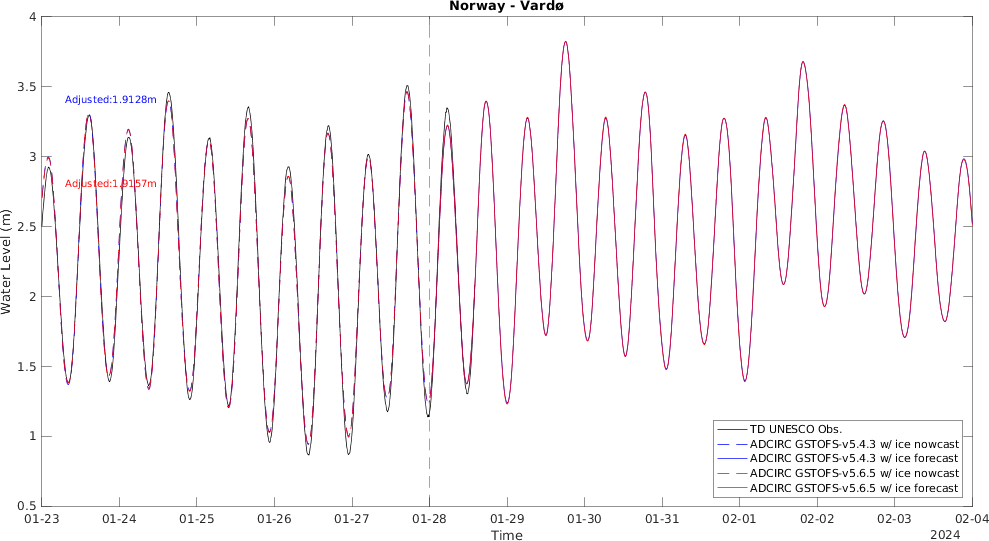 Norway - Vardø
4
3.5
3
2.5
2
1.5
1
0.5
Water Level (m)
Adjusted:1.9128m
Adjusted:1.9157m
TD UNESCO Obs.
ADCIRC GSTOFS-v5.4.3 w/ ice nowcast
ADCIRC GSTOFS-v5.4.3 w/ ice forecast
ADCIRC GSTOFS-v5.6.5 w/ ice nowcast
ADCIRC GSTOFS-v5.6.5 w/ ice forecast
01-23 01-24 01-25 01-26 01-27 01-28 01-29 01-30 01-31 02-01 02-02 02-03 02-04
Time
2024